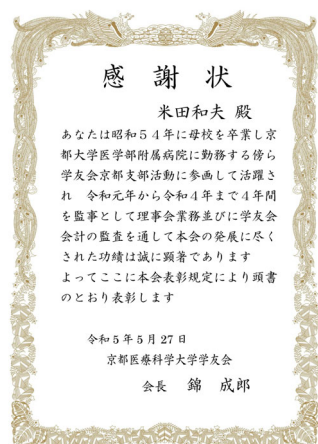 感謝状
米田和夫 殿
あなたは昭和54年に母校を卒業し京
都大学医学部附属病院に勤務する傍ら
学友会京都支部活動に参画して活躍さ
れ 令和元年から令和4年まで4年間
を監事として理事会業務並びに学友会
会計の監査を通して本会の発展に尽く
された功績は誠に顕著であります
よってここに本会表彰規定により頭書
のとおり表彰します
令和5年5月27日
京都医療科学大学学友会
会長 錦 成郎